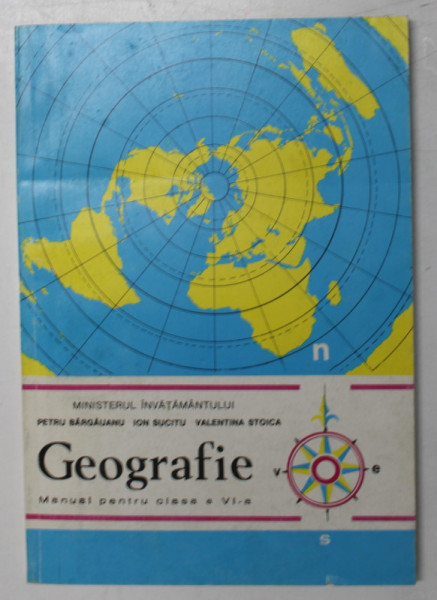 n
MINISTERUL ÎNVĂȚĂMÂNTULUI
PETRU BĂRGĂUANU ION SUCITU VALENTINA STOICA
Geografie
v e
Manual pentru clasa a VI-a
s